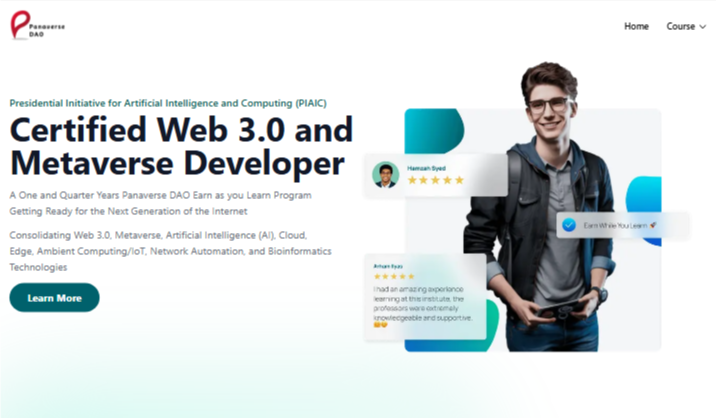 Panaverse
DAO
Home
Course
Presidential Initiative for Artificial Intelligence and Computing (PIAIC)
Certified Web 3.0 and
Metaverse Developer
A One and Quarter Years Panaverse DAO Earn as you Learn Program
Getting Ready for the Next Generation of the Internet
Consolidating Web 3.0, Metaverse, Artificial Intelligence (AI), Cloud,
Edge, Ambient Computing/IoT, Network Automation, and Bioinformatics
Technologies
Learn More
Hamzah Syed
Earn While You Learn 🚀
I had an amazing experience
learning at this institute, the
professors were extremely
knowledgeable and supportive.